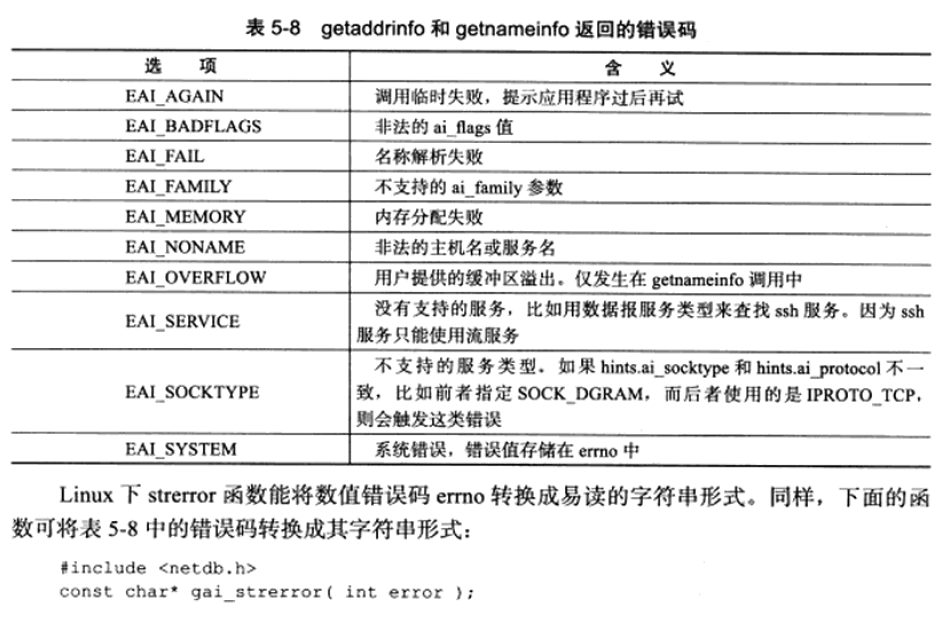 表 5-8 getaddrinfo 和 getnameinfo 返回的错误码
选 项 含 义
EAI_AGAIN 调用临时失败，提示应用程序过后再试
EAI_BADFLAGS 非法的 ai_flags 值
EAI_FAIL 名称解析失败
EAI_FAMILY 不支持的 ai_family 参数
EAI_MEMORY 内存分配失败
EAI_NONAME 非法的主机名或服务名
EAI_OVERFLOW 用户提供的缓冲区溢出。仅发生在 getnameinfo 调用中
EAI_SERVICE 没有支持的服务，比如用数据报服务类型来查找 ssh 服务。因为 ssh
服务只能使用流服务
EAI_SOCKTYPE 不支持的服务类型。如果 hints.ai_socktype 和 hints.ai_protocol 不一
致，比如前者指定 SOCK_DGRAM，而后者使用的是 IPROTO_TCP，
则会触发这类错误
EAI_SYSTEM 系统错误，错误值存储在 errno 中
Linux 下 strerror 函数能将数值错误码 errno 转换成易读的字符串形式。同样，下面的函
数可将表 5-8 中的错误码转换成其字符串形式：
#include <netdb.h>
const char* gai_strerror( int error );